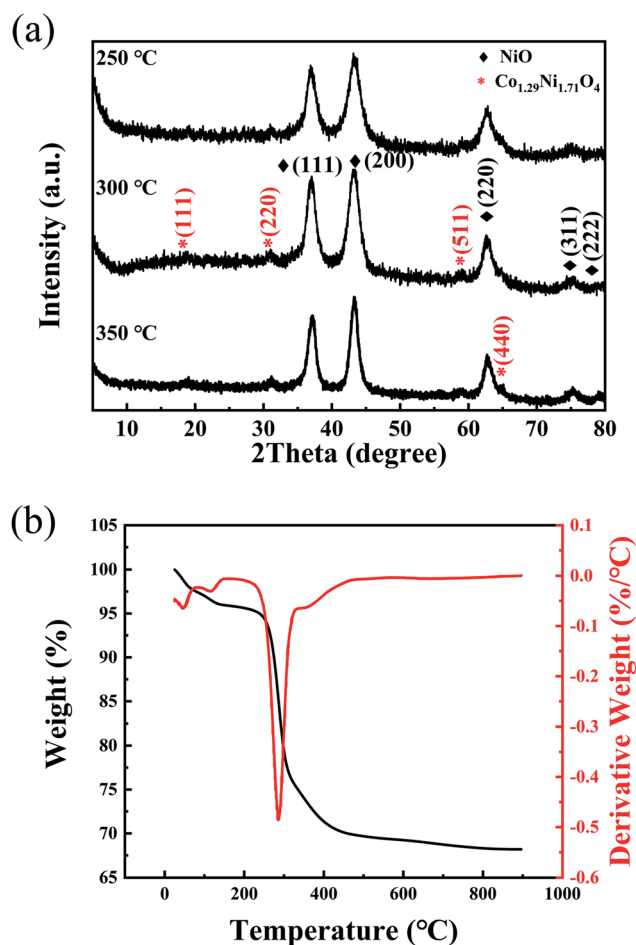 (a)
250 °C
◆ NiO
* Co1.29Ni1.71O4
◆(111)
◆(200)
300 °C
*(111)
*(220)
*(511)
◆(220)
◆(311)
◆(222)
350 °C
*(440)
Intensity (a.u.)
10 20 30 40 50 60 70 80
2Theta (degree)
(b)
105
100
95
90
85
80
75
70
65
Weight (%)
0.1
0.0
-0.1
-0.2
-0.3
-0.4
-0.5
-0.6
Derivative Weight (%/°C)
0 200 400 600 800 1000
Temperature (°C)